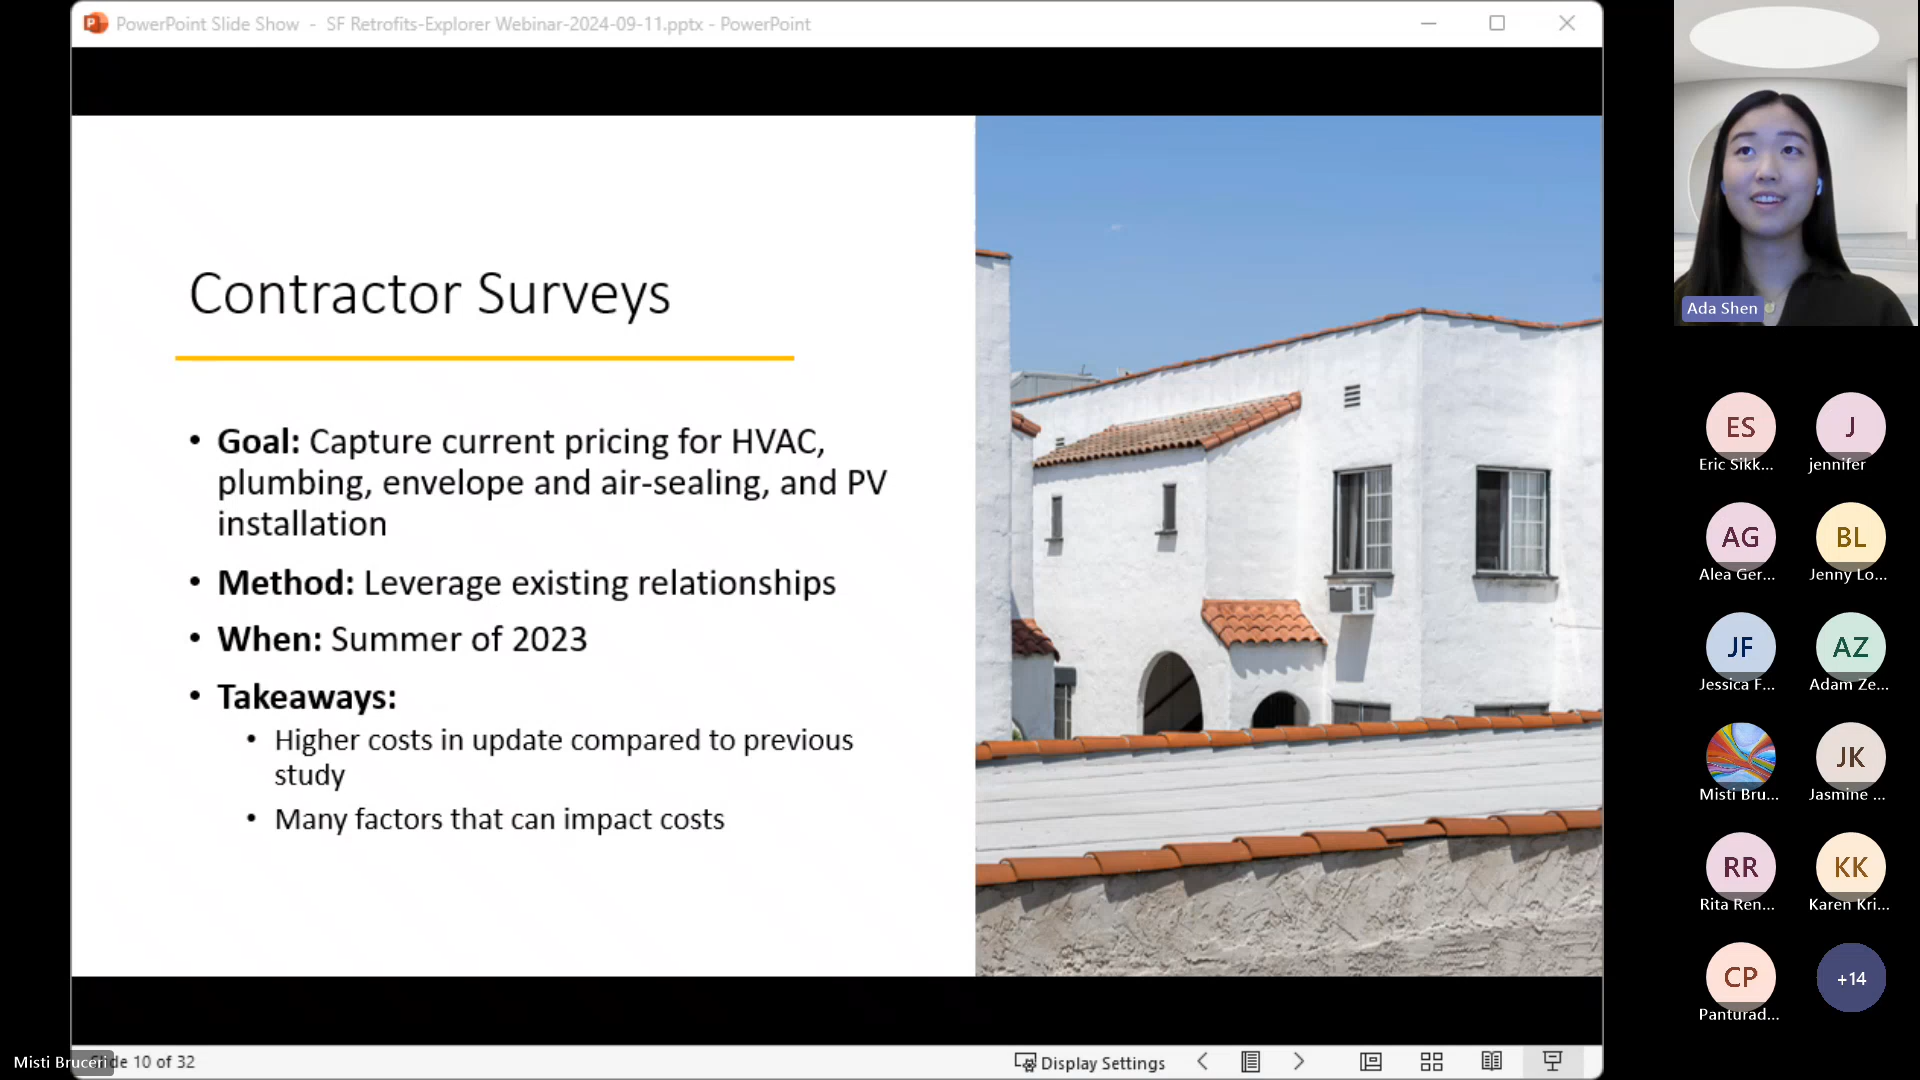 PowerPoint Slide Show - SF Retrofits-Explorer Webinar-2024-09-11.pptx - PowerPoint
Contractor Surveys
• Goal: Capture current pricing for HVAC,
plumbing, envelope and air-sealing, and PV
installation
• Method: Leverage existing relationships
• When: Summer of 2023
• Takeaways:
• Higher costs in update compared to previous
study
• Many factors that can impact costs
Ada Shen
ES
Eric Sikk...
J
jennifer
AG
Alea Ger...
BL
Jenny Lo...
JF
Jessica F...
AZ
Adam Ze...
Misti Bru...
JK
Jasmine ...
RR
Rita Ren...
KK
Karen Kri...
CP
Panturad...
+14
Misti Bruceri
Slide 10 of 32
Display Settings